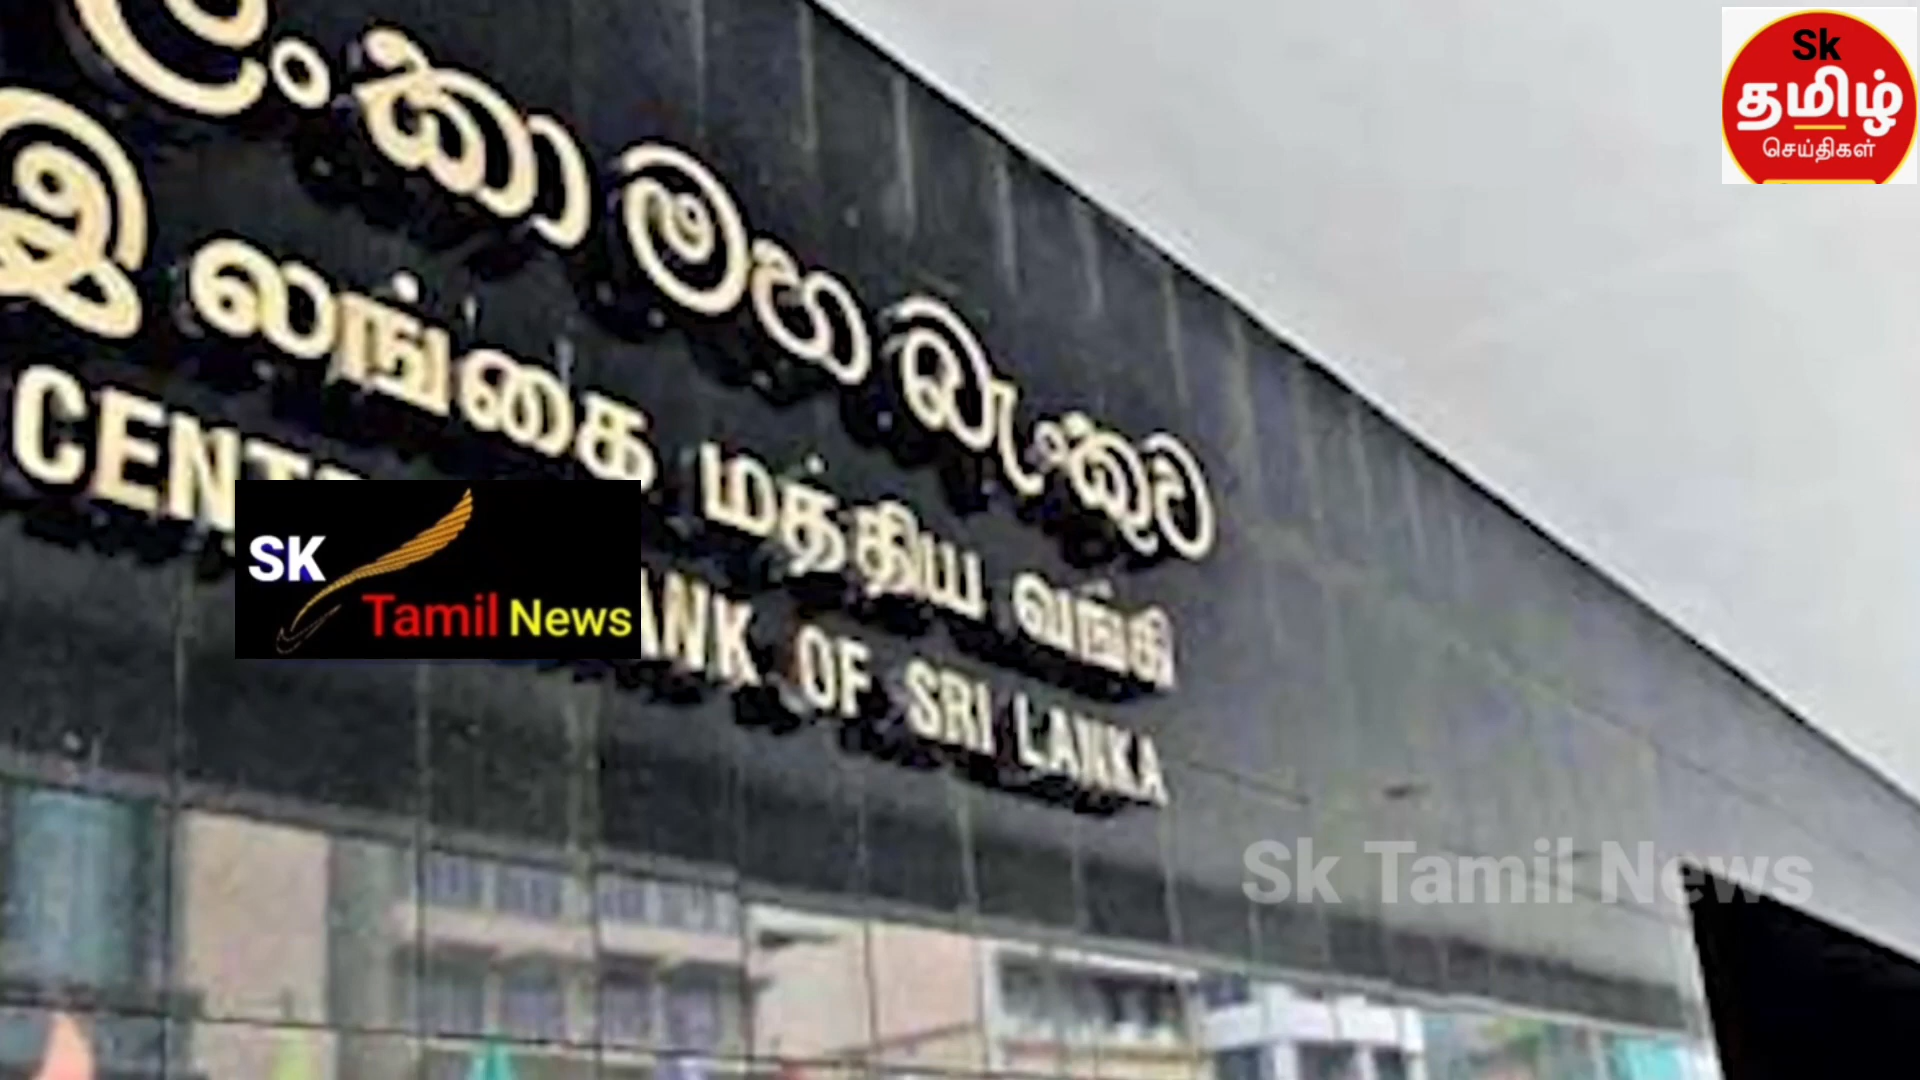 ලංකා මහ බැංකුව
இலங்கை மத்திய வங்கி
CENT ANK OF SRI LANKA
Sk
தமிழ்
செய்திகள்
SK
Tamil News
Sk Tamil News